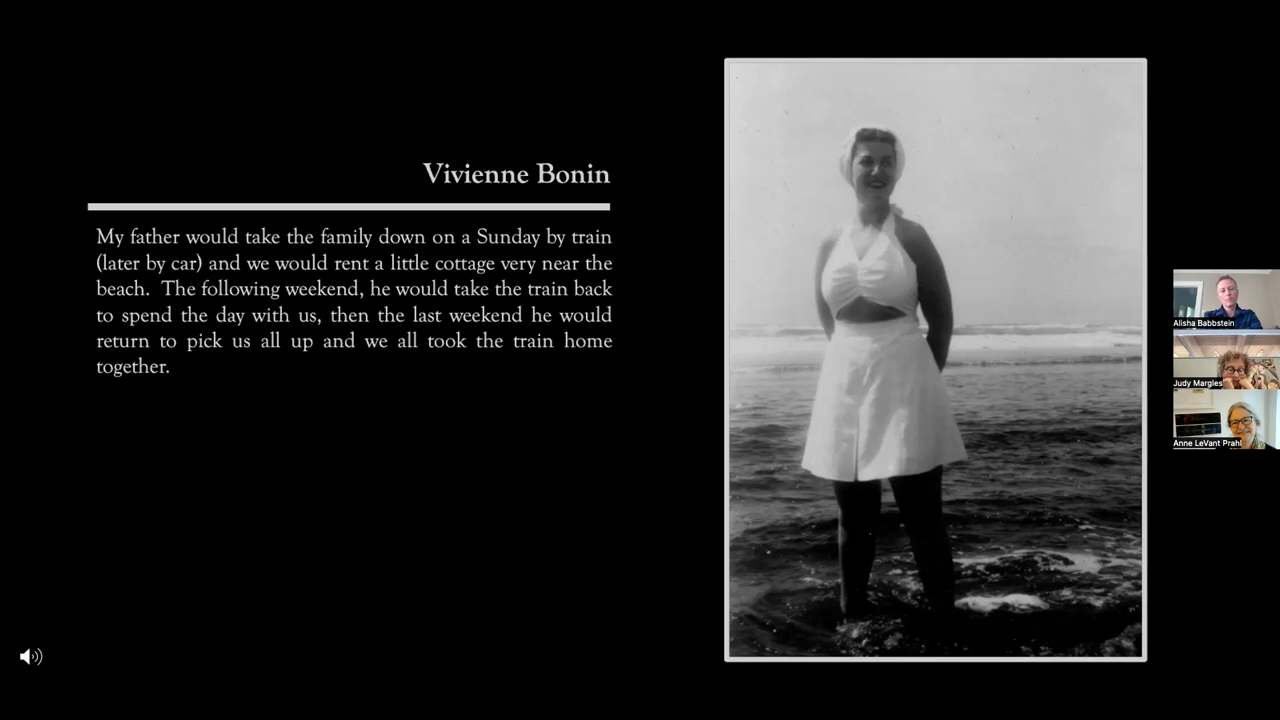 Vivienne Bonin
My father would take the family down on a Sunday by train
(later by car) and we would rent a little cottage very near the
beach.  The following weekend, he would take the train back
to spend the day with us, then the last weekend he would
return to pick us all up and we all took the train home
together.
Alisha Babbstein
Judy Margles
Anne LeVant Prahl